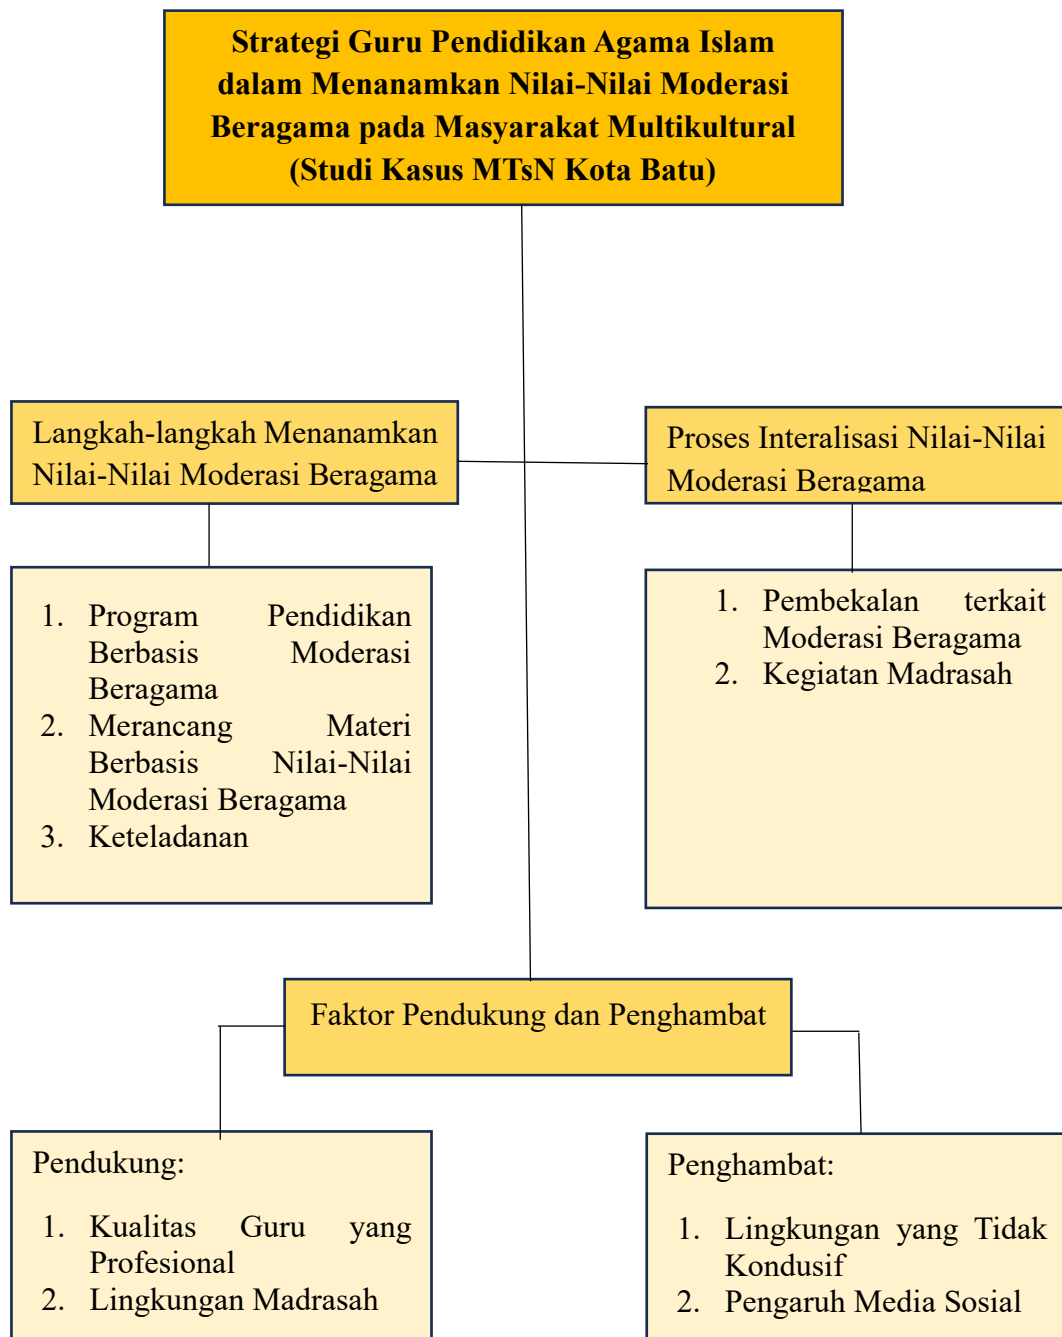 Strategi Guru Pendidikan Agama Islam
dalam Menanamkan Nilai-Nilai Moderasi
Beragama pada Masyarakat Multikultural
(Studi Kasus MTsN Kota Batu)
Langkah-langkah Menanamkan
Nilai-Nilai Moderasi Beragama
Proses Interalisasi Nilai-Nilai
Moderasi Beragama
1. Program Pendidikan
Berbasis Moderasi
Beragama
2. Merancang Materi
Berbasis Nilai-Nilai
Moderasi Beragama
3. Keteladanan
1. Pembekalan terkait
Moderasi Beragama
2. Kegiatan Madrasah
Faktor Pendukung dan Penghambat
Pendukung:
1. Kualitas Guru yang
Profesional
2. Lingkungan Madrasah
Penghambat:
1. Lingkungan yang Tidak
Kondusif
2. Pengaruh Media Sosial